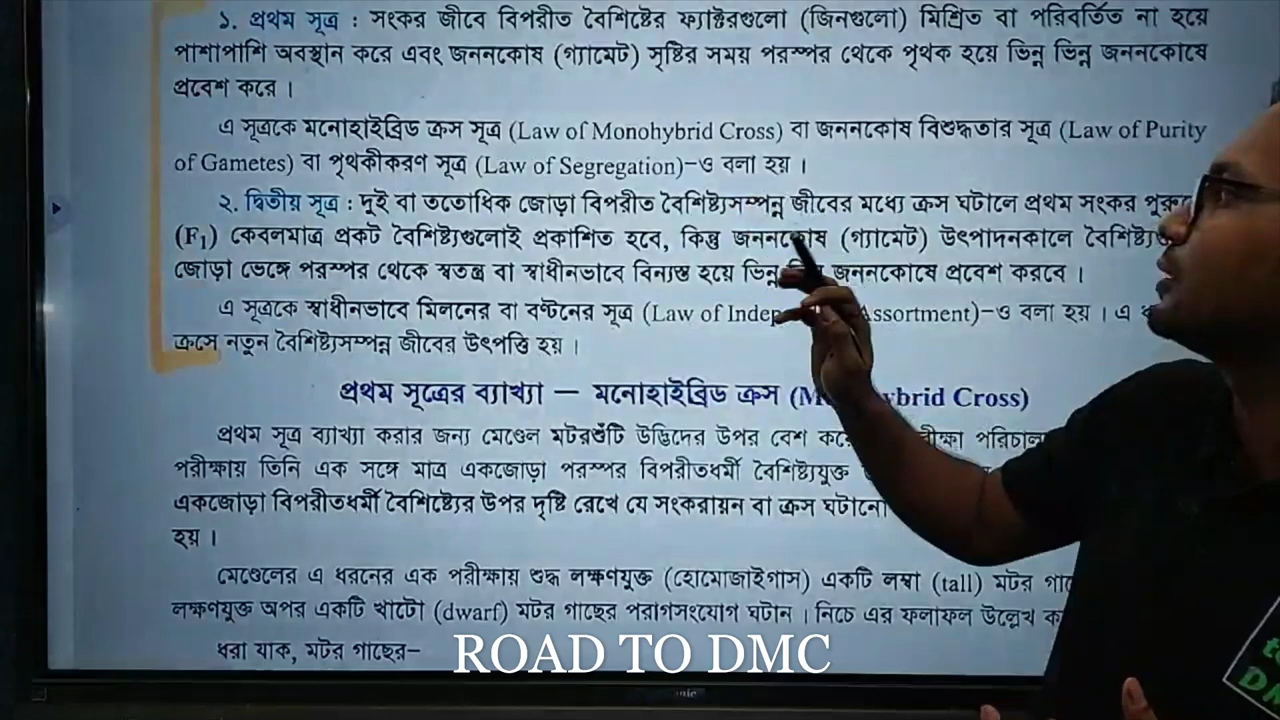 ১. প্রথম সূত্র : সংকর জীবে বিপরীত বৈশিষ্টের ফ্যাক্টরগুলো (জিনগুলো) মিশ্রিত বা পরিবর্তিত না হয়ে
পাশাপাশি অবস্থান করে এবং জননকোষ (গ্যামেট) সৃষ্টির সময় পরস্পর থেকে পৃথক হয়ে ভিন্ন ভিন্ন জননকোষে
প্রবেশ করে ।
এ সূত্রকে মনোহাইব্রিড ক্রস সূত্র (Law of Monohybrid Cross) বা জননকোষ বিশুদ্ধতার সূত্র (Law of Purity
of Gametes) বা পৃথকীকরণ সূত্র (Law of Segregation)-ও বলা হয় ।
২. দ্বিতীয় সূত্র : দুই বা ততোধিক জোড়া বিপরীত বৈশিষ্ট্যসম্পন্ন জীবের মধ্যে ক্রস ঘটালে প্রথম সংকর
(F₁) কেবলমাত্র প্রকট বৈশিষ্ট্যগুলোই প্রকাশিত হবে, কিন্তু জননকোষ (গ্যামেট) উৎপাদনকালে
জোড়া ভেঙ্গে পরস্পর থেকে স্বতন্ত্র বা স্বাধীনভাবে বিন্যস্ত হয়ে ভিন্ন জননকোষে প্রবেশ করবে ।
এ সূত্রকে স্বাধীনভাবে মিলনের বা বণ্টনের সূত্র (Law of Assortment)-ও বলা হয় । এ
ক্রসে নতুন বৈশিষ্ট্যসম্পন্ন জীবের উৎপত্তি হয় ।
প্রথম সূত্রের ব্যাখ্যা — মনোহাইব্রিড ক্রস Cross)
প্রথম সূত্র ব্যাখ্যা করার জন্য মেণ্ডেল মটরশুঁটি উদ্ভিদের উপর বেশ
পরীক্ষায় তিনি এক সঙ্গে মাত্র একজোড়া পরস্পর বিপরীতধর্মী বৈশিষ্ট্যযুক্ত
একজোড়া বিপরীতধর্মী বৈশিষ্ট্যের উপর দৃষ্টি রেখে যে সংকরায়ন বা ক্রস ঘটানো
হয় ।
মেণ্ডেলের এ ধরনের এক পরীক্ষায় শুদ্ধ লক্ষণযুক্ত (হোমোজাইগাস) একটি লম্বা (tall) মটর
লক্ষণযুক্ত অপর একটি খাটো (dwarf) মটর গাছের পরাগসংযোগ ঘটান । নিচে এর ফলাফল উল্লেখ
ধরা যাক, মটর গাছের-
ROAD TO DMC